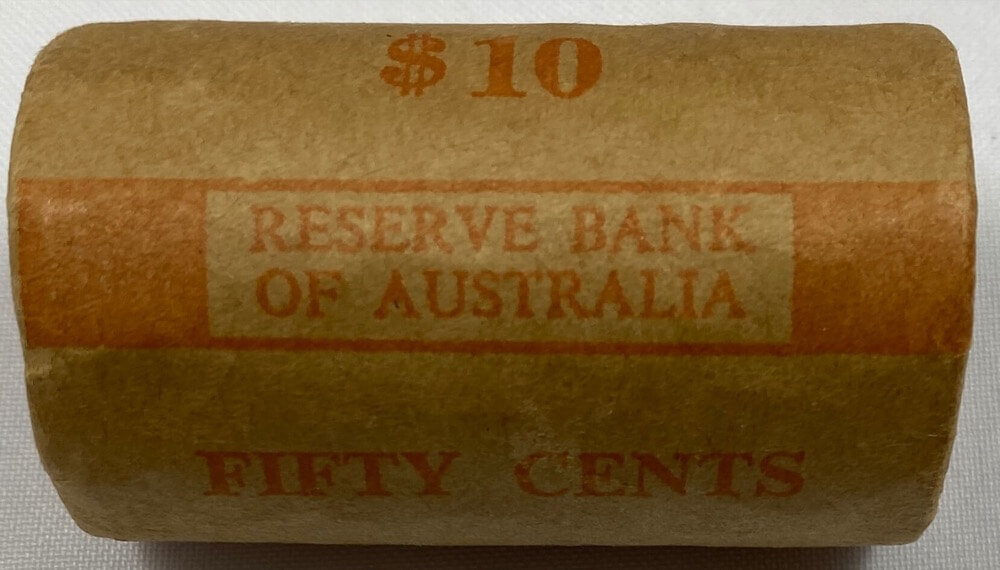 $10
RESERVE BANK
OF AUSTRALIA
FIFTY CENTS